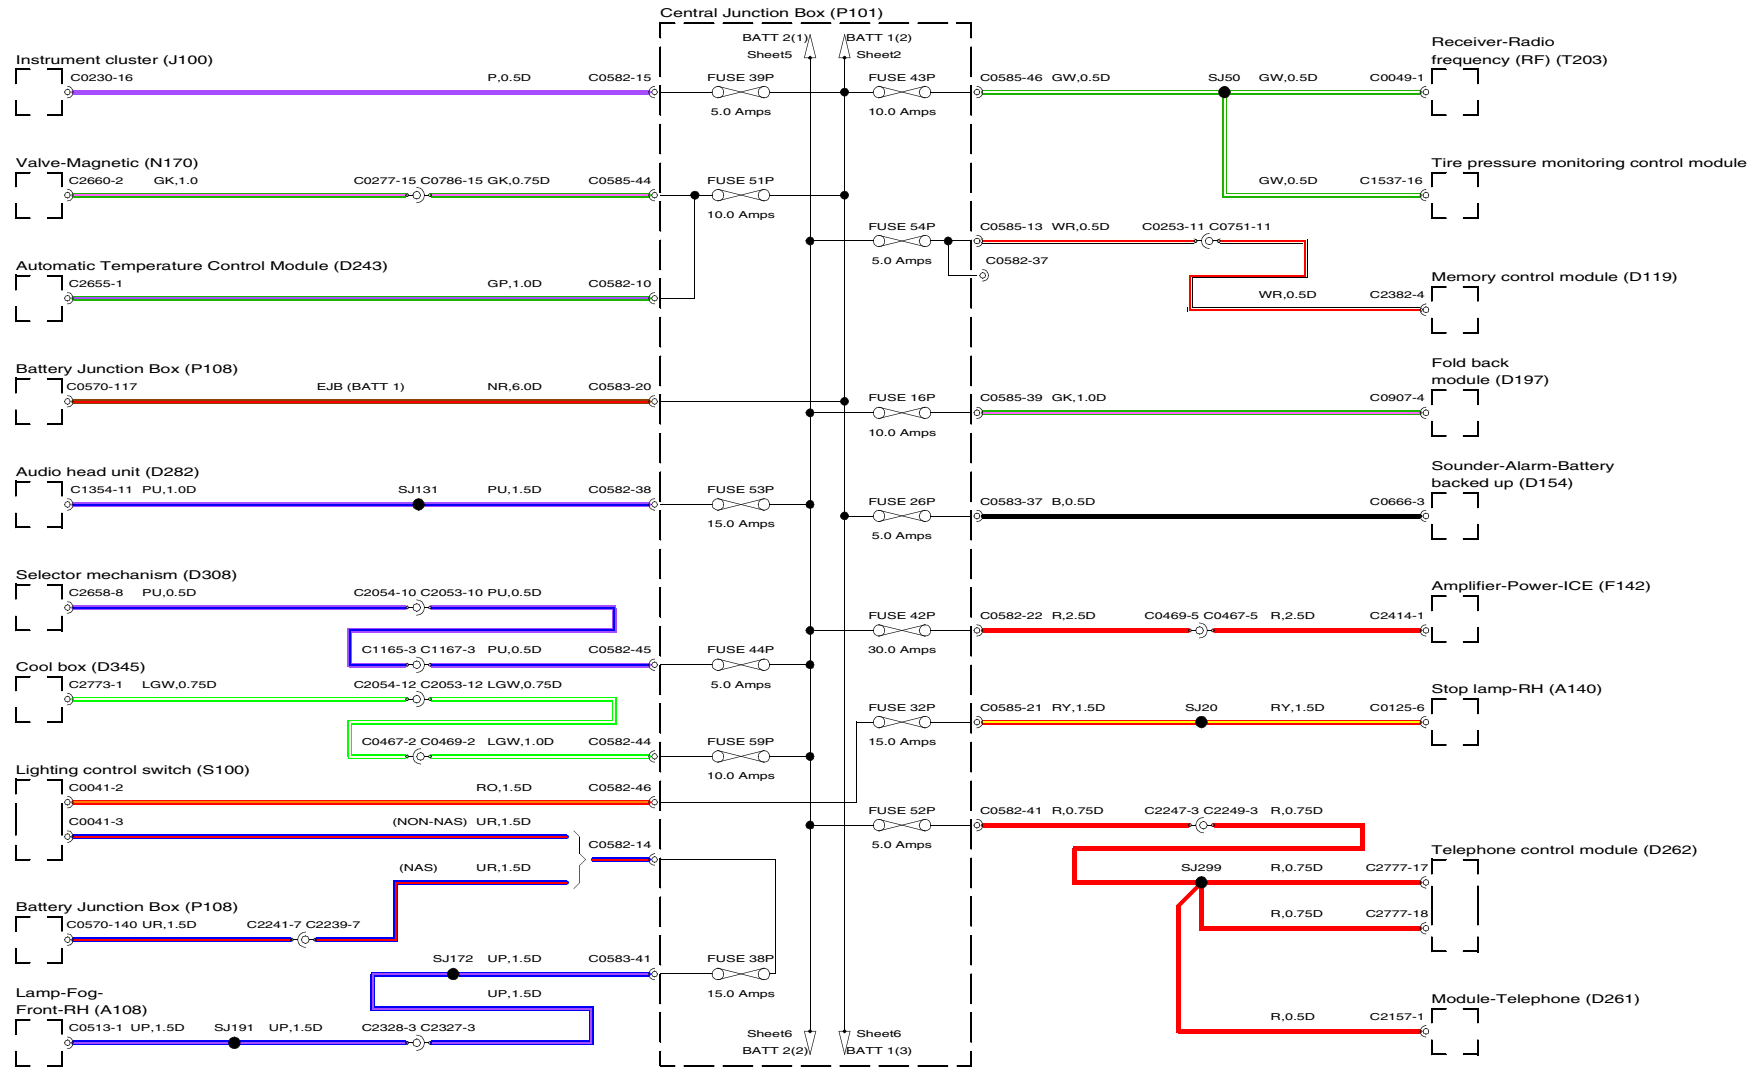 Central Junction Box (P101)
BATT 2(1)
BATT 1(2)
Sheet5
Sheet2
Instrument cluster (J100)
C0230-16 P,0.5D C0582-15
FUSE 39P
5.0 Amps
FUSE 43P
10.0 Amps
C0585-46 GW,0.5D SJ50 GW,0.5D C0049-1
Receiver-Radio
frequency (RF) (T203)
Valve-Magnetic (N170)
C2660-2 GK,1.0 C0277-15 C0786-15 GK,0.75D C0585-44
FUSE 51P
10.0 Amps
GW,0.5D C1537-16
Tire pressure monitoring control module
FUSE 54P
5.0 Amps
C0585-13 WR,0.5D C0253-11 C0751-11
C0582-37
Automatic Temperature Control Module (D243)
C2655-1 GP,1.0D C0582-10
WR,0.5D C2382-4
Memory control module (D119)
Battery Junction Box (P108)
C0570-117 EJB (BATT 1) NR,6.0D C0583-20
FUSE 16P
10.0 Amps
C0585-39 GK,1.0D C0907-4
Fold back
module (D197)
Audio head unit (D282)
C1354-11 PU,1.0D SJ131 PU,1.5D C0582-38
FUSE 53P
15.0 Amps
FUSE 26P
5.0 Amps
C0583-37 B,0.5D C0666-3
Sounder-Alarm-Battery
backed up (D154)
Selector mechanism (D308)
C2658-8 PU,0.5D C2054-10 C2053-10 PU,0.5D
C1165-3 C1167-3 PU,0.5D C0582-45
FUSE 44P
5.0 Amps
FUSE 42P
30.0 Amps
C0582-22 R,2.5D C0469-5 C0467-5 R,2.5D C2414-1
Amplifier-Power-ICE (F142)
Cool box (D345)
C2773-1 LGW,0.75D C2054-12 C2053-12 LGW,0.75D
C0467-2 C0469-2 LGW,1.0D C0582-44
FUSE 59P
10.0 Amps
FUSE 32P
15.0 Amps
C0585-21 RY,1.5D SJ20 RY,1.5D C0125-6
Stop lamp-RH (A140)
Lighting control switch (S100)
C0041-2 RO,1.5D C0582-46
C0041-3 (NON-NAS) UR,1.5D
C0582-14
(NAS) UR,1.5D
FUSE 52P
5.0 Amps
C0582-41 R,0.75D C2247-3 C2249-3 R,0.75D
SJ299 R,0.75D C2777-17
R,0.75D C2777-18
Telephone control module (D262)
Battery Junction Box (P108)
C0570-140 UR,1.5D C2241-7 C2239-7
SJ172 UP,1.5D C0583-41
UP,1.5D
FUSE 38P
15.0 Amps
Lamp-Fog-
Front-RH (A108)
C0513-1 UP,1.5D SJ191 UP,1.5D C2328-3 C2327-3
R,0.5D C2157-1
Module-Telephone (D261)
Sheet6
Sheet6
BATT 2(2)
BATT 1(3)